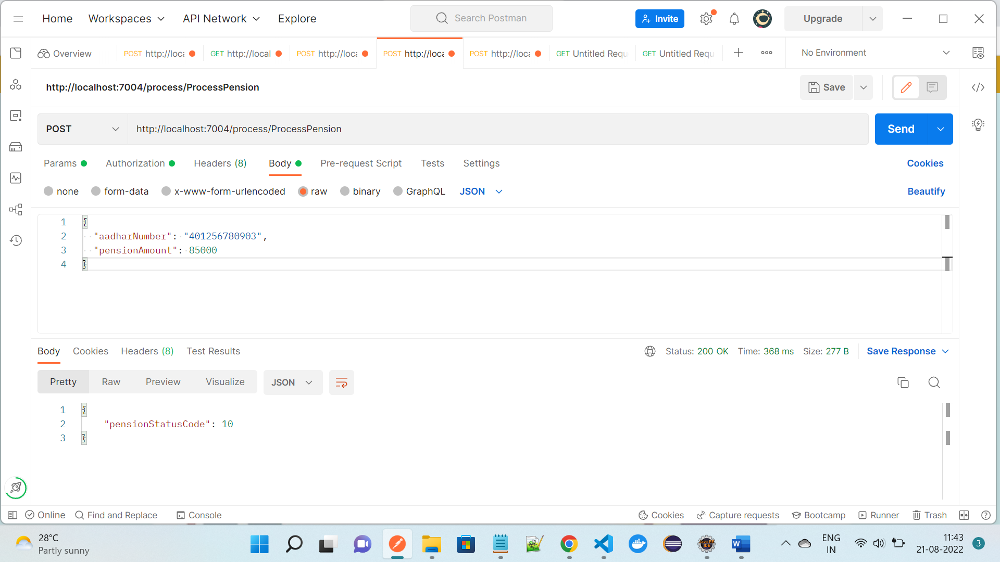 Home Workspaces API Network Explore Search Postman Invite Upgrade
Overview POST http://loca GET http://local POST http://loca POST http://loca POST http://loca GET Untitled Requ GET Untitled Requ No Environment
http://localhost:7004/process/ProcessPension Save
POST http://localhost:7004/process/ProcessPension Send
Params Authorization Headers (8) Body Pre-request Script Tests Settings Cookies
none form-data x-www-form-urlencoded raw binary GraphQL JSON Beautify
1 {
2 "aadharNumber": "401256780903",
3 "pensionAmount": 85000
4 }
Body Cookies Headers (8) Test Results Status: 200 OK Time: 368 ms Size: 277 B Save Response
Pretty Raw Preview Visualize JSON
1 {
2 "pensionStatusCode": 10
3 }
Online Find and Replace Console Cookies Capture requests Bootcamp Runner Trash
28°C
Partly sunny
ENG
IN
11:43
21-08-2022
3